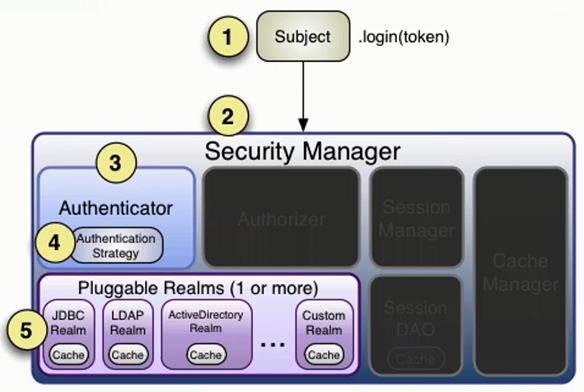 1
Subject
.login(token)
2
Security Manager
3
Authenticator
Authorizer
Session
Manager
Cache
Manager
4
Authentication
Strategy
Pluggable Realms (1 or more)
5
JDBC
Realm
Cache
LDAP
Realm
Cache
ActiveDirectory
Realm
Cache
...
Custom
Realm
Cache
Session
DAO
Cache